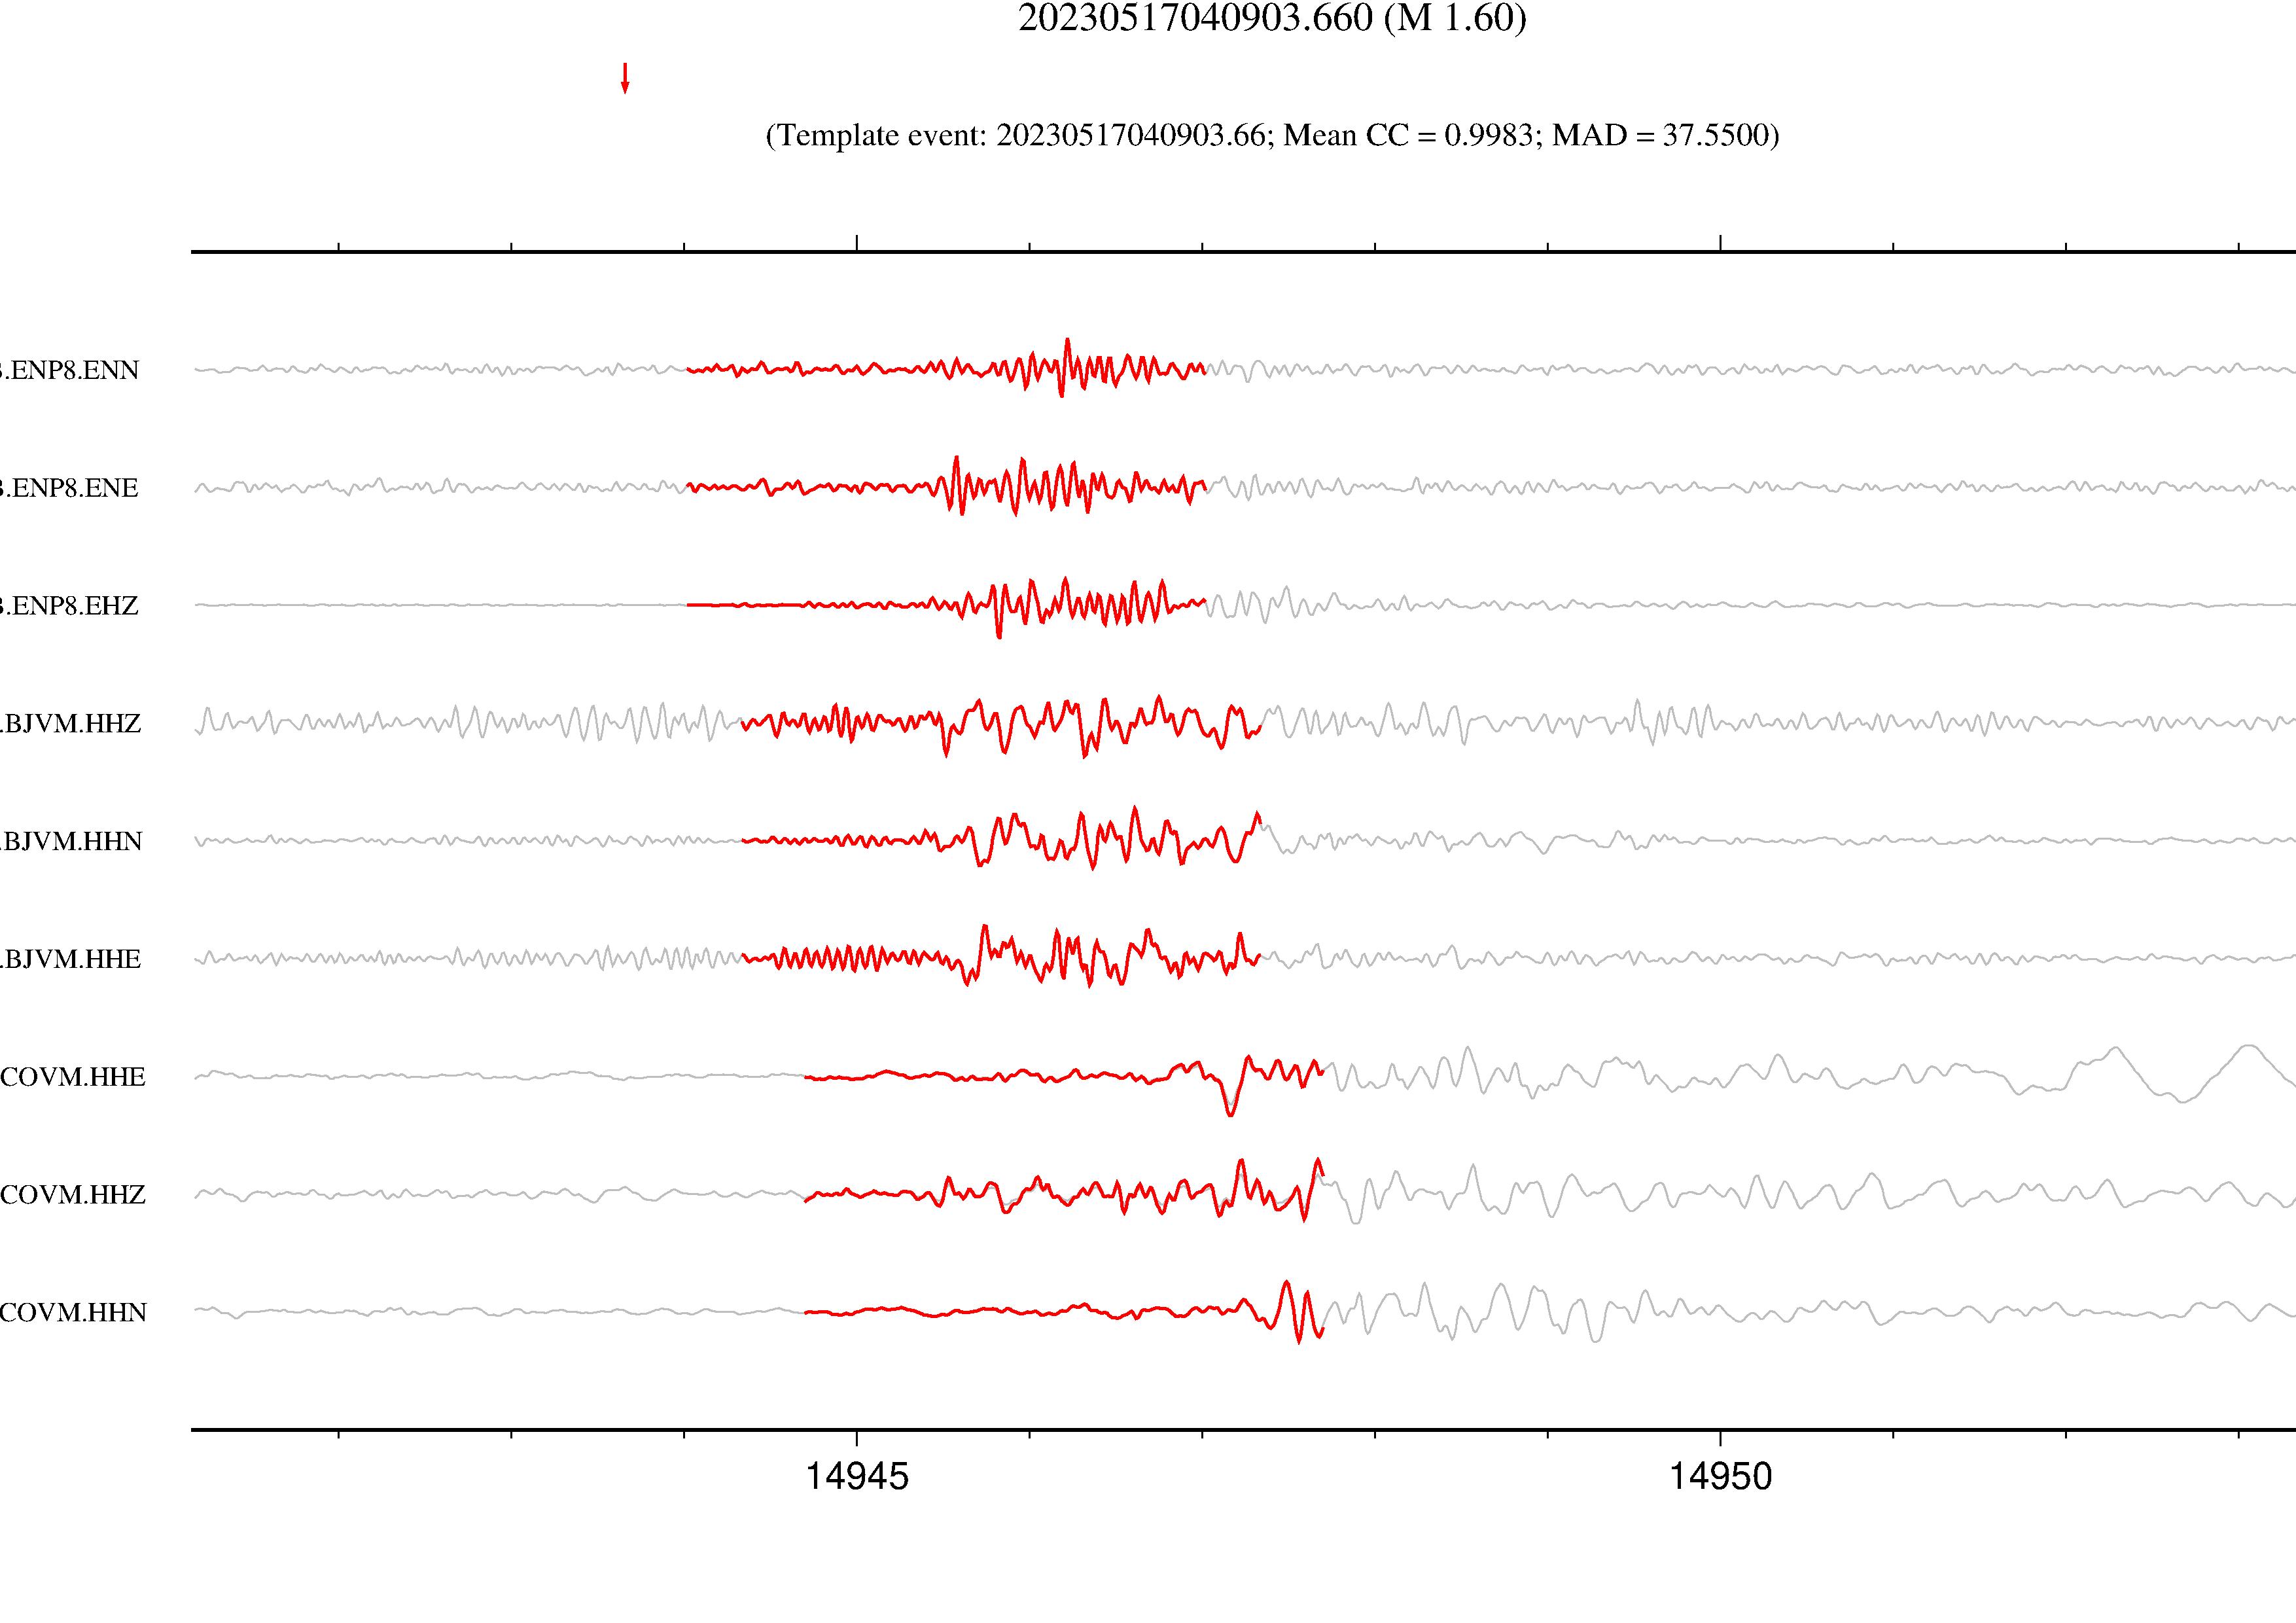 20230517040903.660 (M 1.60)
(Template event: 20230517040903.66; Mean CC = 0.9983; MAD = 37.5500)
.ENP8.ENN
.ENP8.ENE
.ENP8.EHZ
.BJVM.HHZ
.BJVM.HHN
.BJVM.HHE
COVM.HHE
COVM.HHZ
COVM.HHN
14945 14950